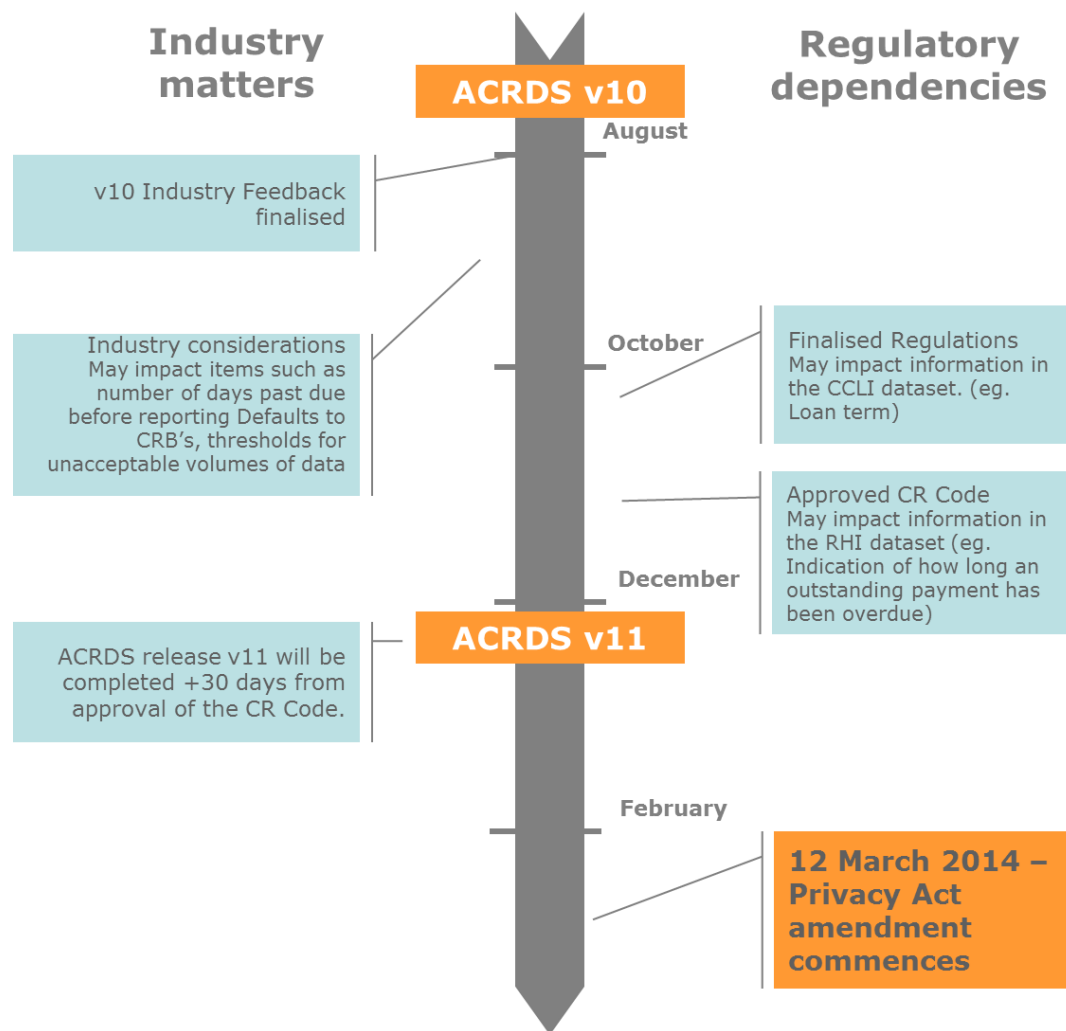 Industry
matters
Regulatory
dependencies
ACRDS v10
August
v10 Industry Feedback
finalised
October
Industry considerations
May impact items such as
number of days past due
before reporting Defaults to
CRB’s, thresholds for
unacceptable volumes of data
Finalised Regulations
May impact information in
the CCLI dataset. (eg.
Loan term)
Approved CR Code
May impact information in
the RHI dataset (eg.
Indication of how long an
outstanding payment has
been overdue)
December
ACRDS v11
ACRDS release v11 will be
completed +30 days from
approval of the CR Code.
February
12 March 2014 –
Privacy Act
amendment
commences